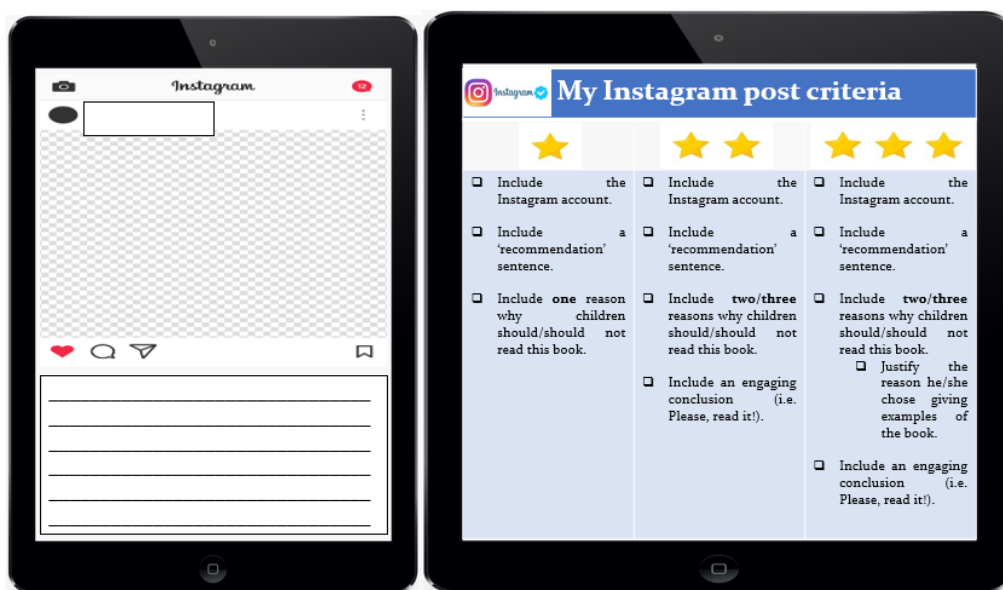 Instagram
12
Instagram
My Instagram post criteria
Include the
Instagram account.
Include a
‘recommendation’
sentence.
Include one reason
why children
should/should not
read this book.
Include the
Instagram account.
Include a
‘recommendation’
sentence.
Include two/three
reasons why children
should/should not
read this book.
Include an engaging
conclusion (i.e.
Please, read it!).
Include the
Instagram account.
Include a
‘recommendation’
sentence.
Include two/three
reasons why children
should/should not
read this book.
Justify the
reason he/she
chose giving
examples of
the book.
Include an engaging
conclusion (i.e.
Please, read it!).